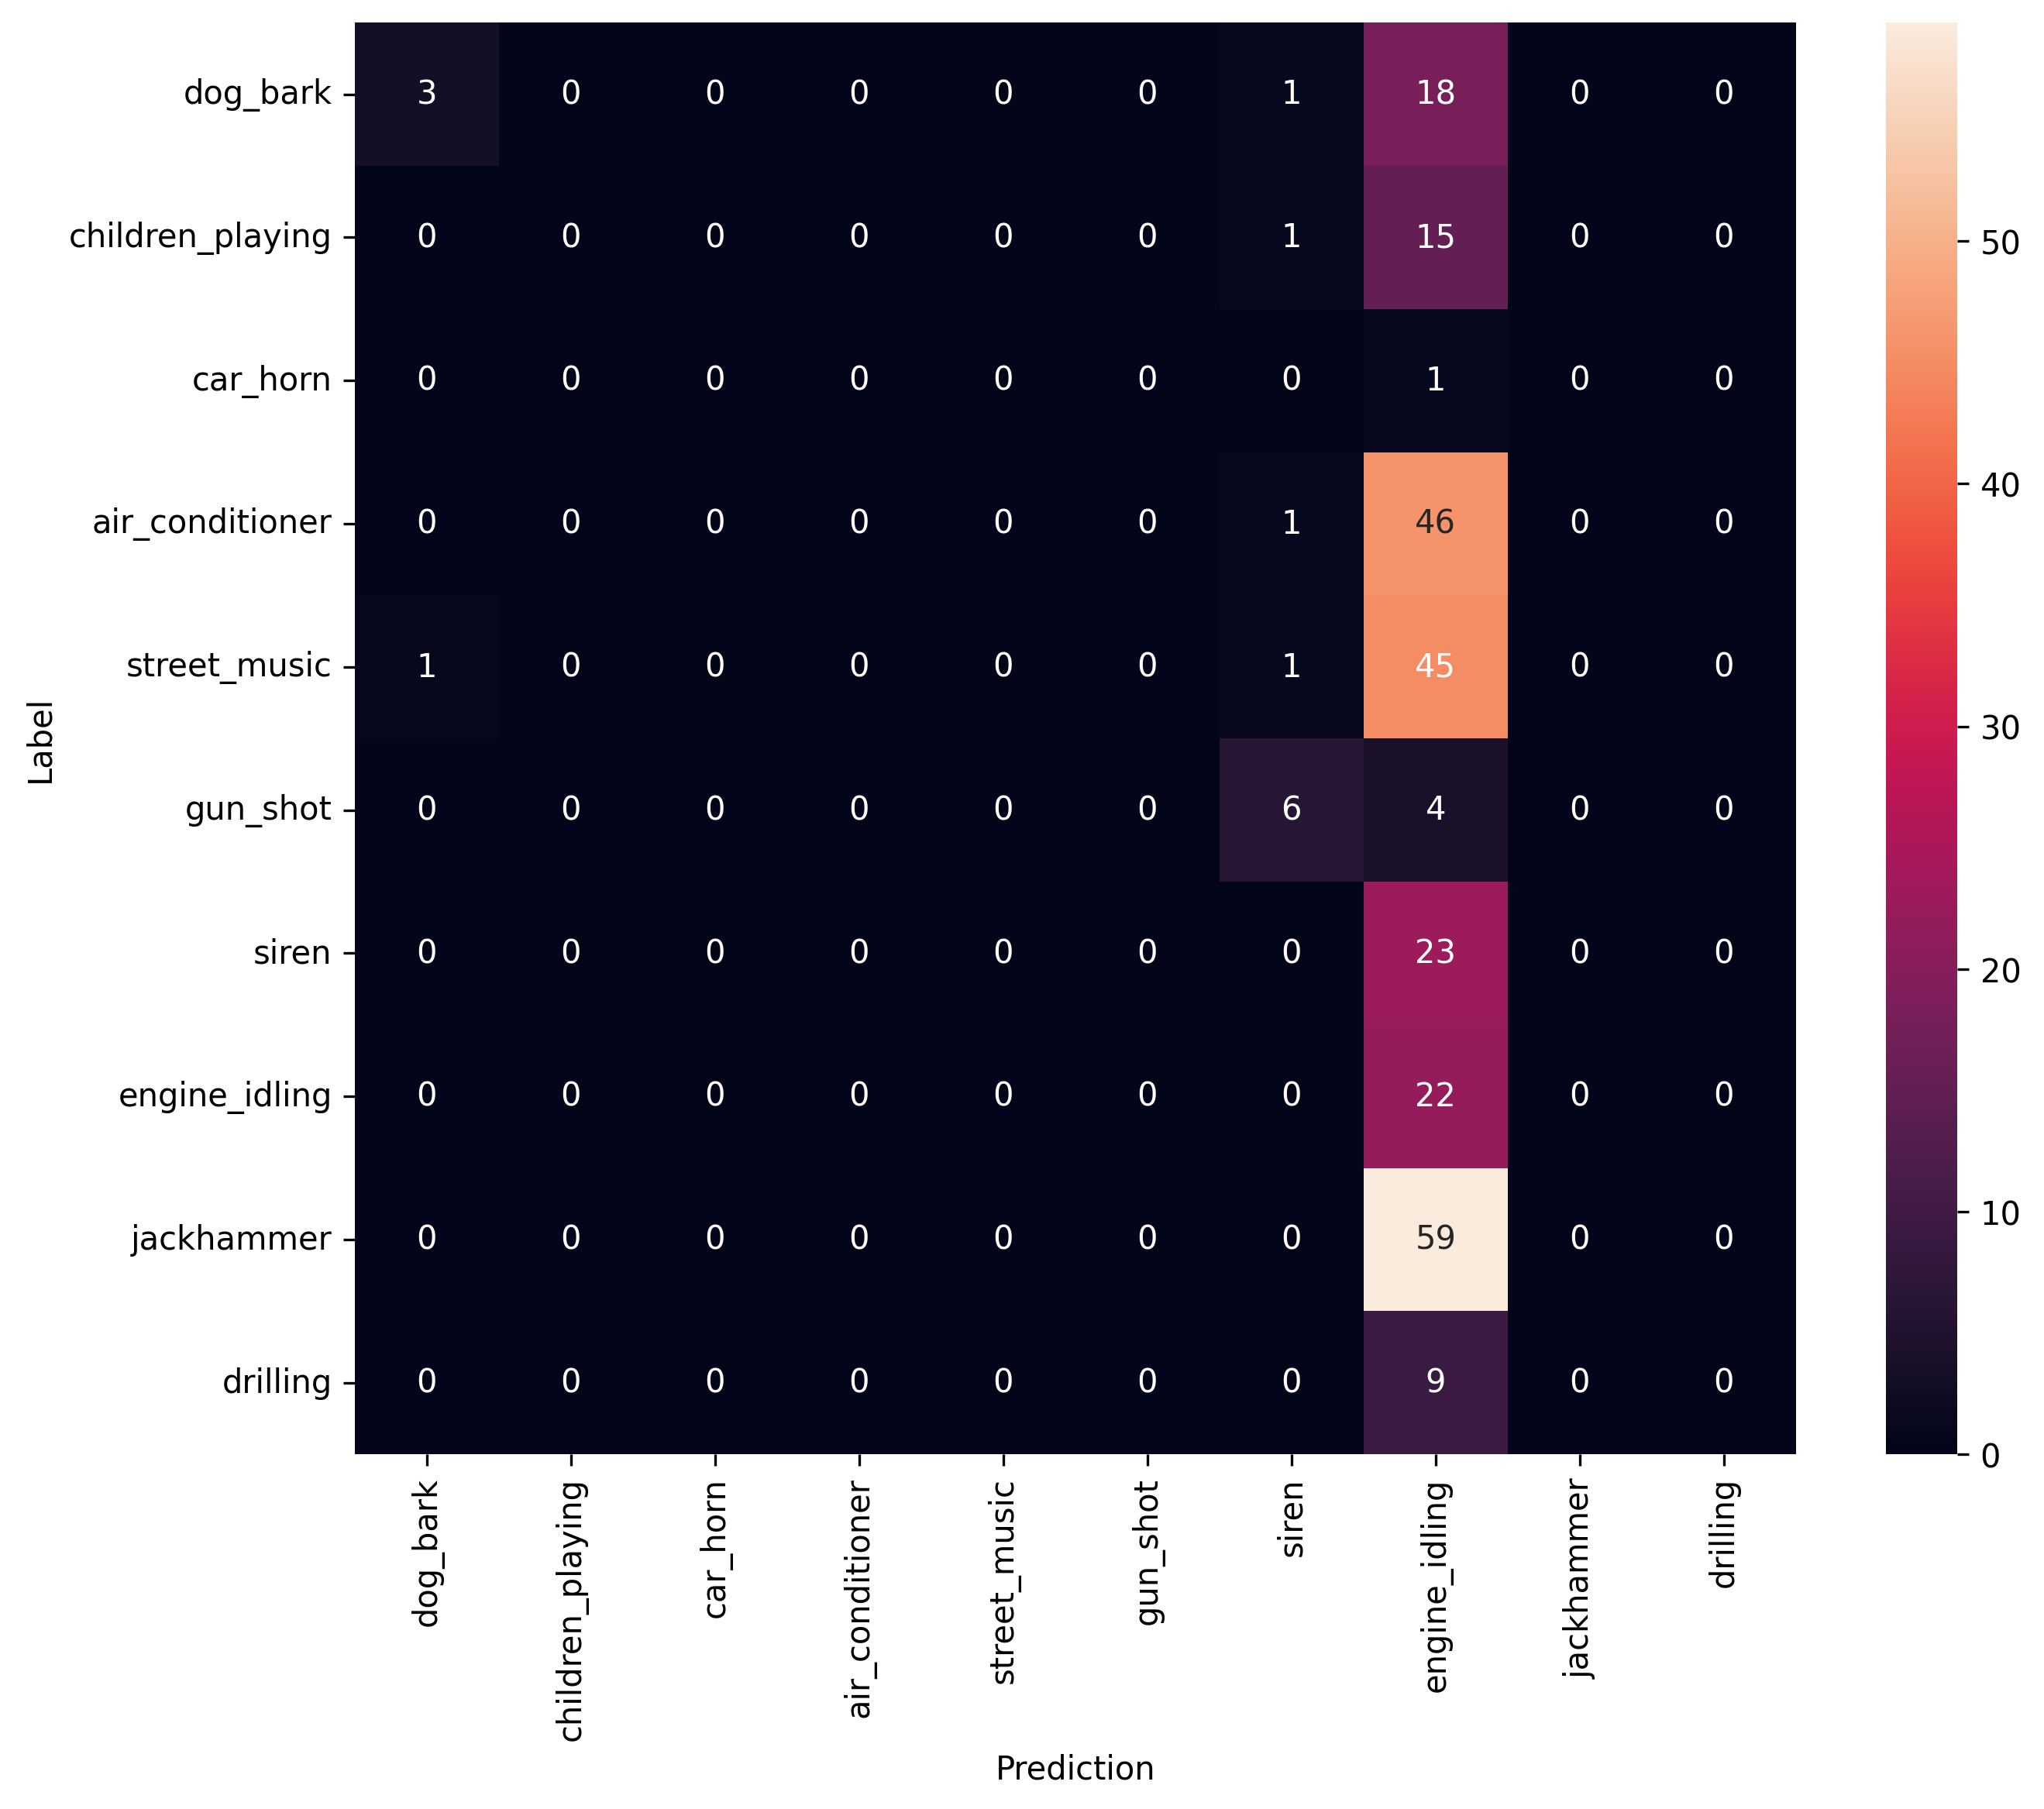 dog_bark 3 0 0 0 0 0 1 18 0 0
children_playing 0 0 0 0 0 0 1 15 0 0
car_horn 0 0 0 0 0 0 0 1 0 0
air_conditioner 0 0 0 0 0 0 1 46 0 0
street_music 1 0 0 0 0 0 1 45 0 0
gun_shot 0 0 0 0 0 0 6 4 0 0
siren 0 0 0 0 0 0 0 23 0 0
engine_idling 0 0 0 0 0 0 0 22 0 0
jackhammer 0 0 0 0 0 0 0 59 0 0
drilling 0 0 0 0 0 0 0 9 0 0
Label
dog_bark children_playing car_horn air_conditioner street_music gun_shot siren engine_idling jackhammer drilling
Prediction
50
40
30
20
10
0